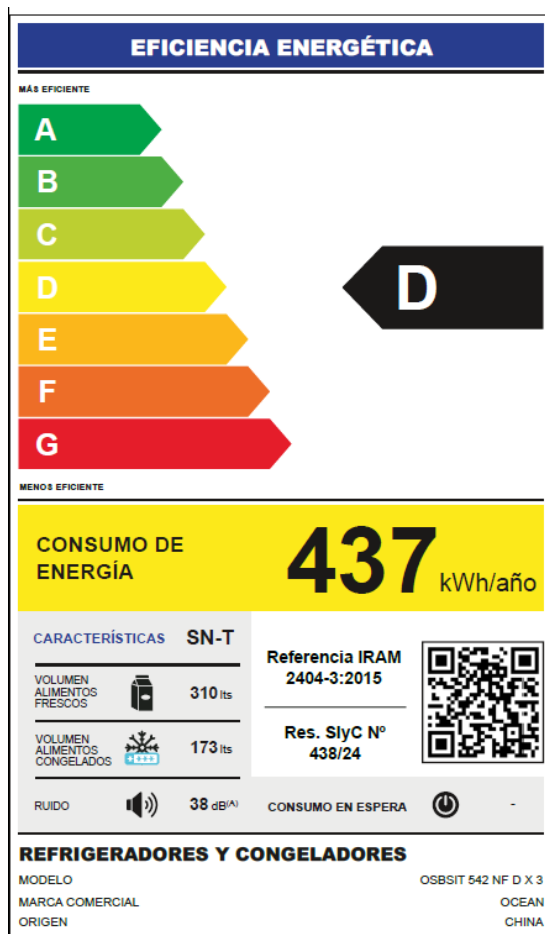 EFICIENCIA ENERGÉTICA
MÁS EFICIENTE
A
B
C
D
D
E
F
G
MENOS EFICIENTE
CONSUMO DE
ENERGÍA
437 kWh/año
CARACTERÍSTICAS SN-T
VOLUMEN
ALIMENTOS
FRESCOS
310 lts
VOLUMEN
ALIMENTOS
CONGELADOS
173 lts
Referencia IRAM
2404-3:2015
Res. SIyC Nº
438/24
RUIDO 38 dB(A) CONSUMO EN ESPERA -
REFRIGERADORES Y CONGELADORES
MODELO OSBSIT 542 NF D X 3
MARCA COMERCIAL OCEAN
ORIGEN CHINA